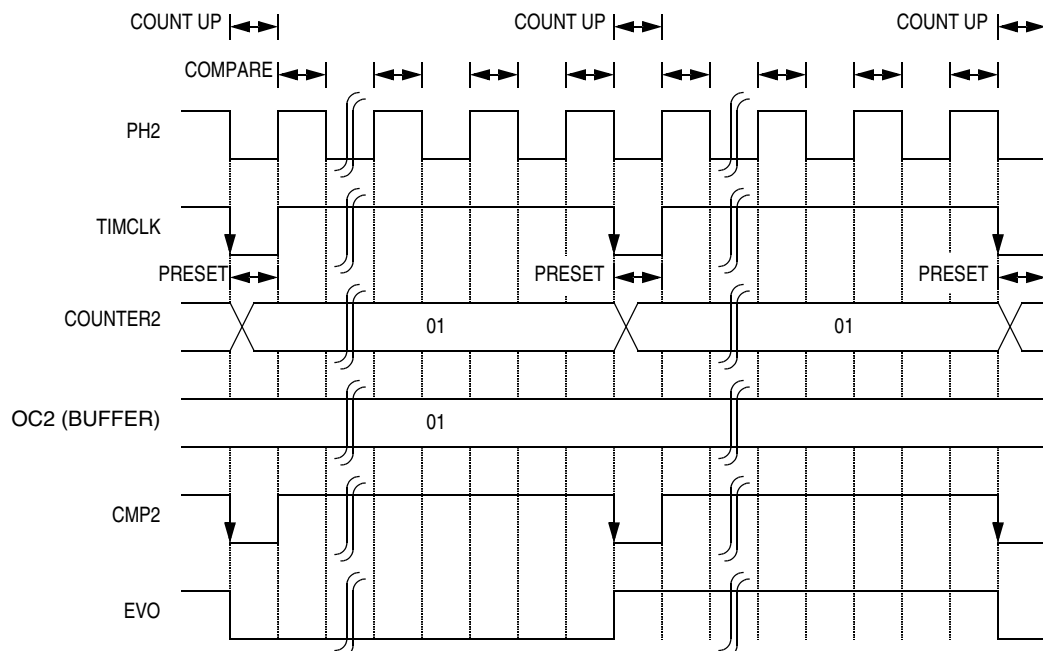 COUNT UP COUNT UP COUNT UP
COMPARE
PH2
TIMCLK
PRESET PRESET PRESET
COUNTER2 01 01
OC2 (BUFFER) 01
CMP2
EVO